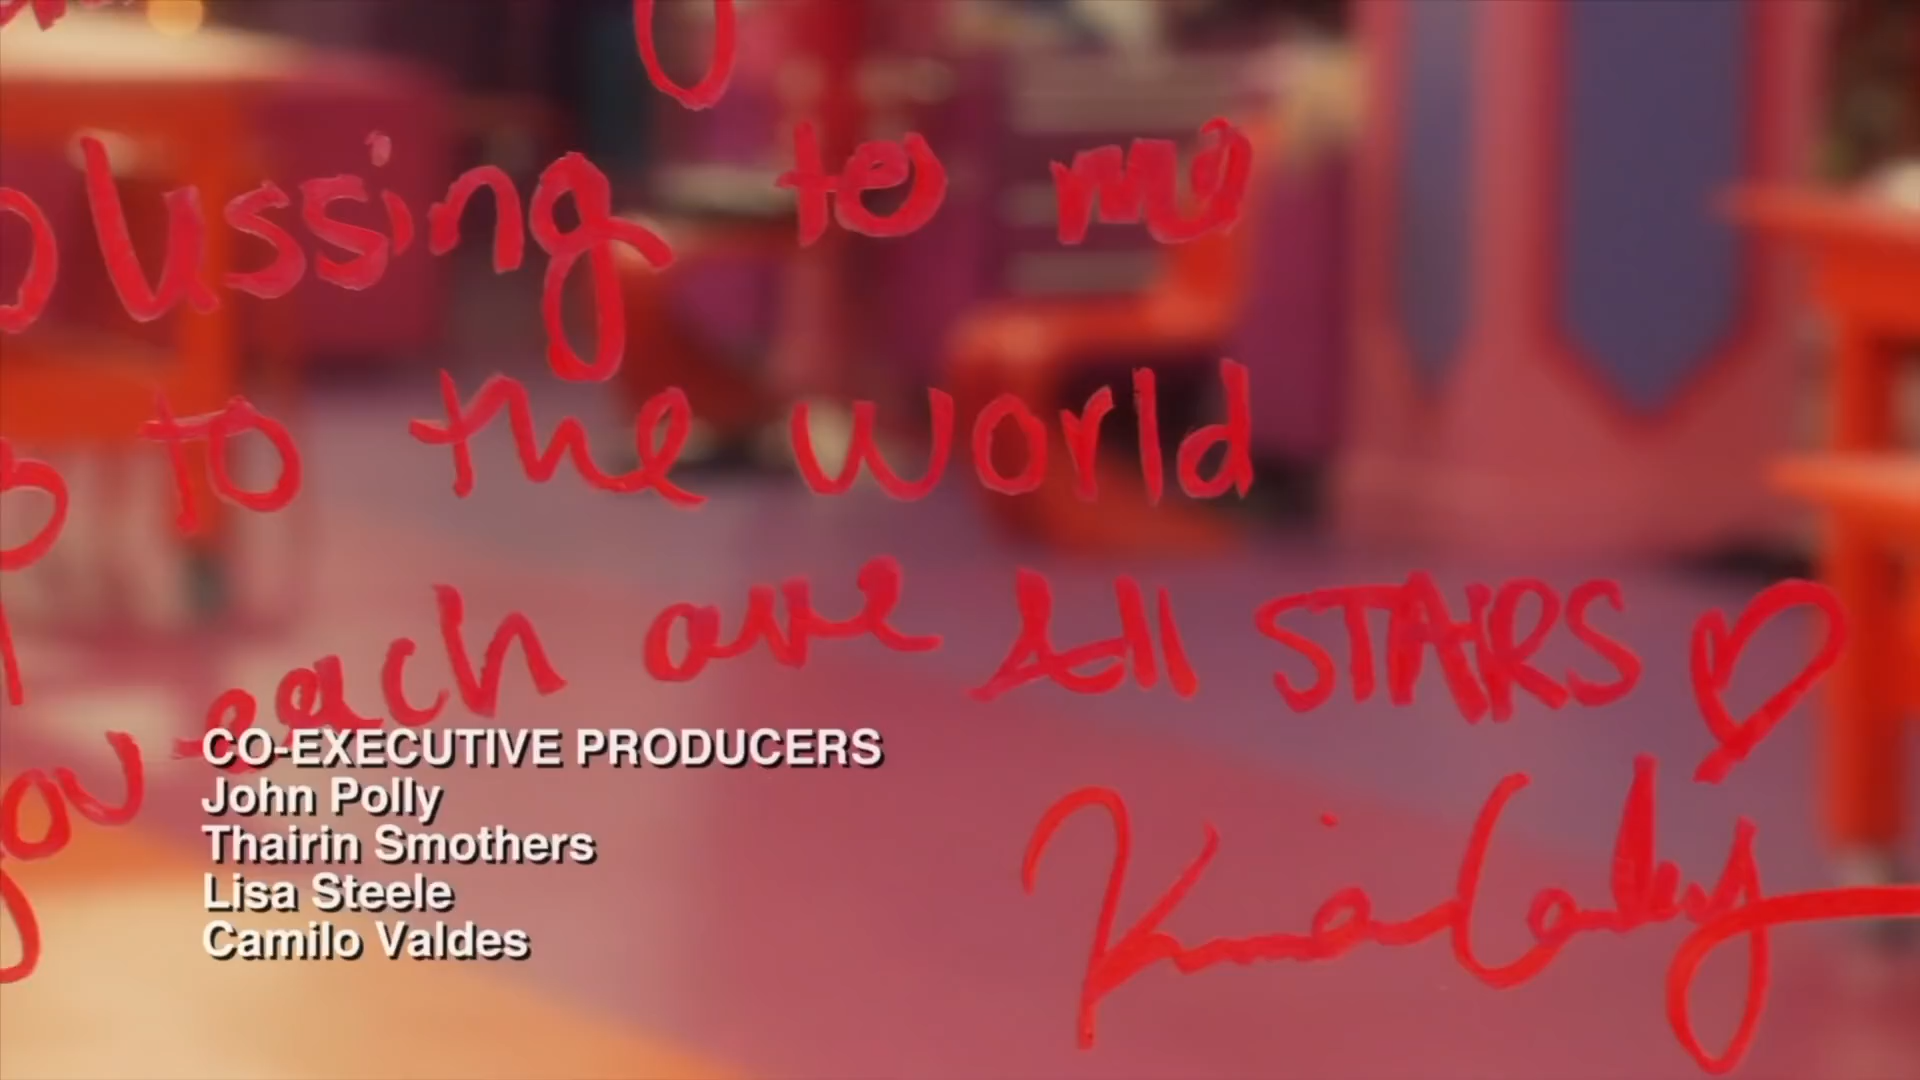 blessing to me
to the world
you each are All STARS
CO-EXECUTIVE PRODUCERS
John Polly
Thairin Smothers
Lisa Steele
Camilo Valdes